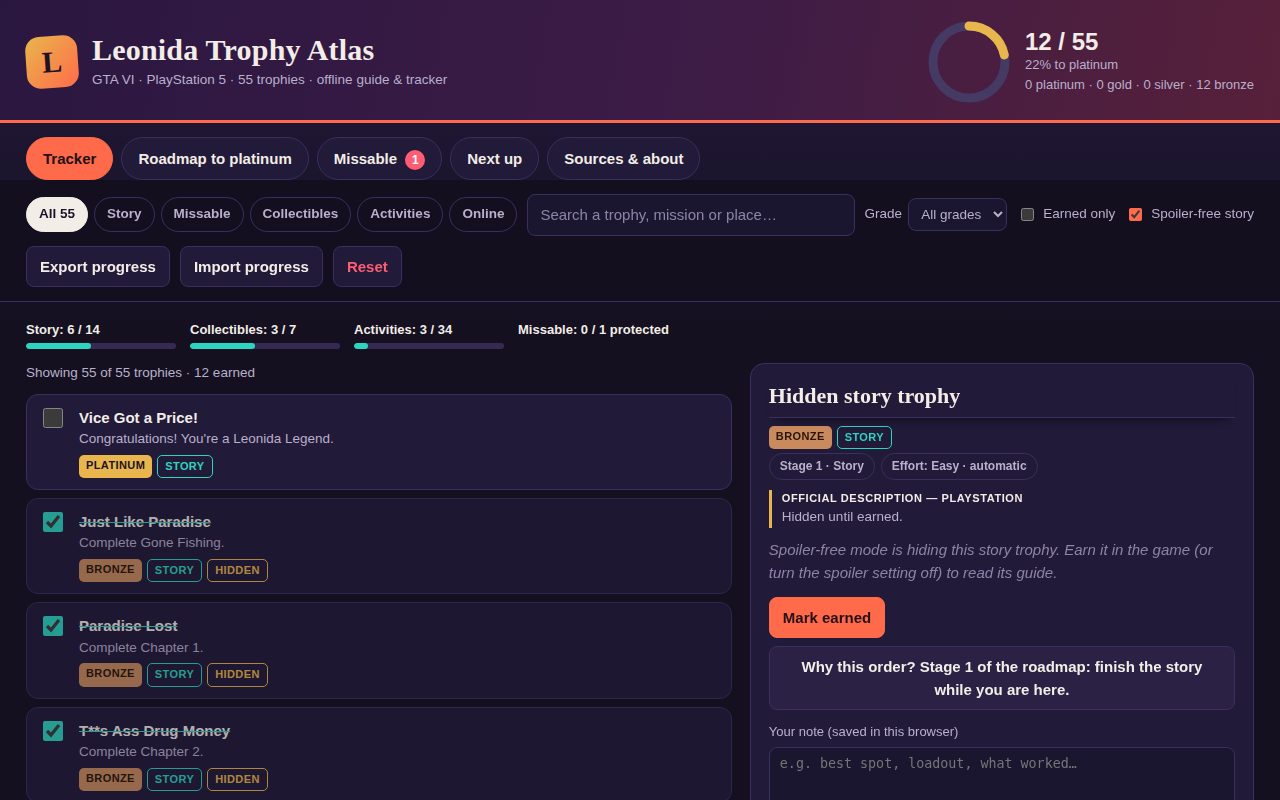 L
Leonida Trophy Atlas
GTA VI · PlayStation 5 · 55 trophies · offline guide & tracker
12 / 55
22% to platinum
0 platinum · 0 gold · 0 silver · 12 bronze
Tracker
Roadmap to platinum
Missable 1
Next up
Sources & about
All 55
Story
Missable
Collectibles
Activities
Online
Search a trophy, mission or place…
Grade
All grades
Earned only
Spoiler-free story
Export progress
Import progress
Reset
Story: 6 / 14
Collectibles: 3 / 7
Activities: 3 / 34
Missable: 0 / 1 protected
Showing 55 of 55 trophies · 12 earned
Vice Got a Price!
Congratulations! You're a Leonida Legend.
PLATINUM STORY
Just Like Paradise
Complete Gone Fishing.
BRONZE STORY HIDDEN
Paradise Lost
Complete Chapter 1.
BRONZE STORY HIDDEN
T**s Ass Drug Money
Complete Chapter 2.
BRONZE STORY HIDDEN
Hidden story trophy
BRONZE STORY
Stage 1 · Story
Effort: Easy · automatic
OFFICIAL DESCRIPTION — PLAYSTATION
Hidden until earned.
Spoiler-free mode is hiding this story trophy. Earn it in the game (or
turn the spoiler setting off) to read its guide.
Mark earned
Why this order? Stage 1 of the roadmap: finish the story
while you are here.
Your note (saved in this browser)
e.g. best spot, loadout, what worked…